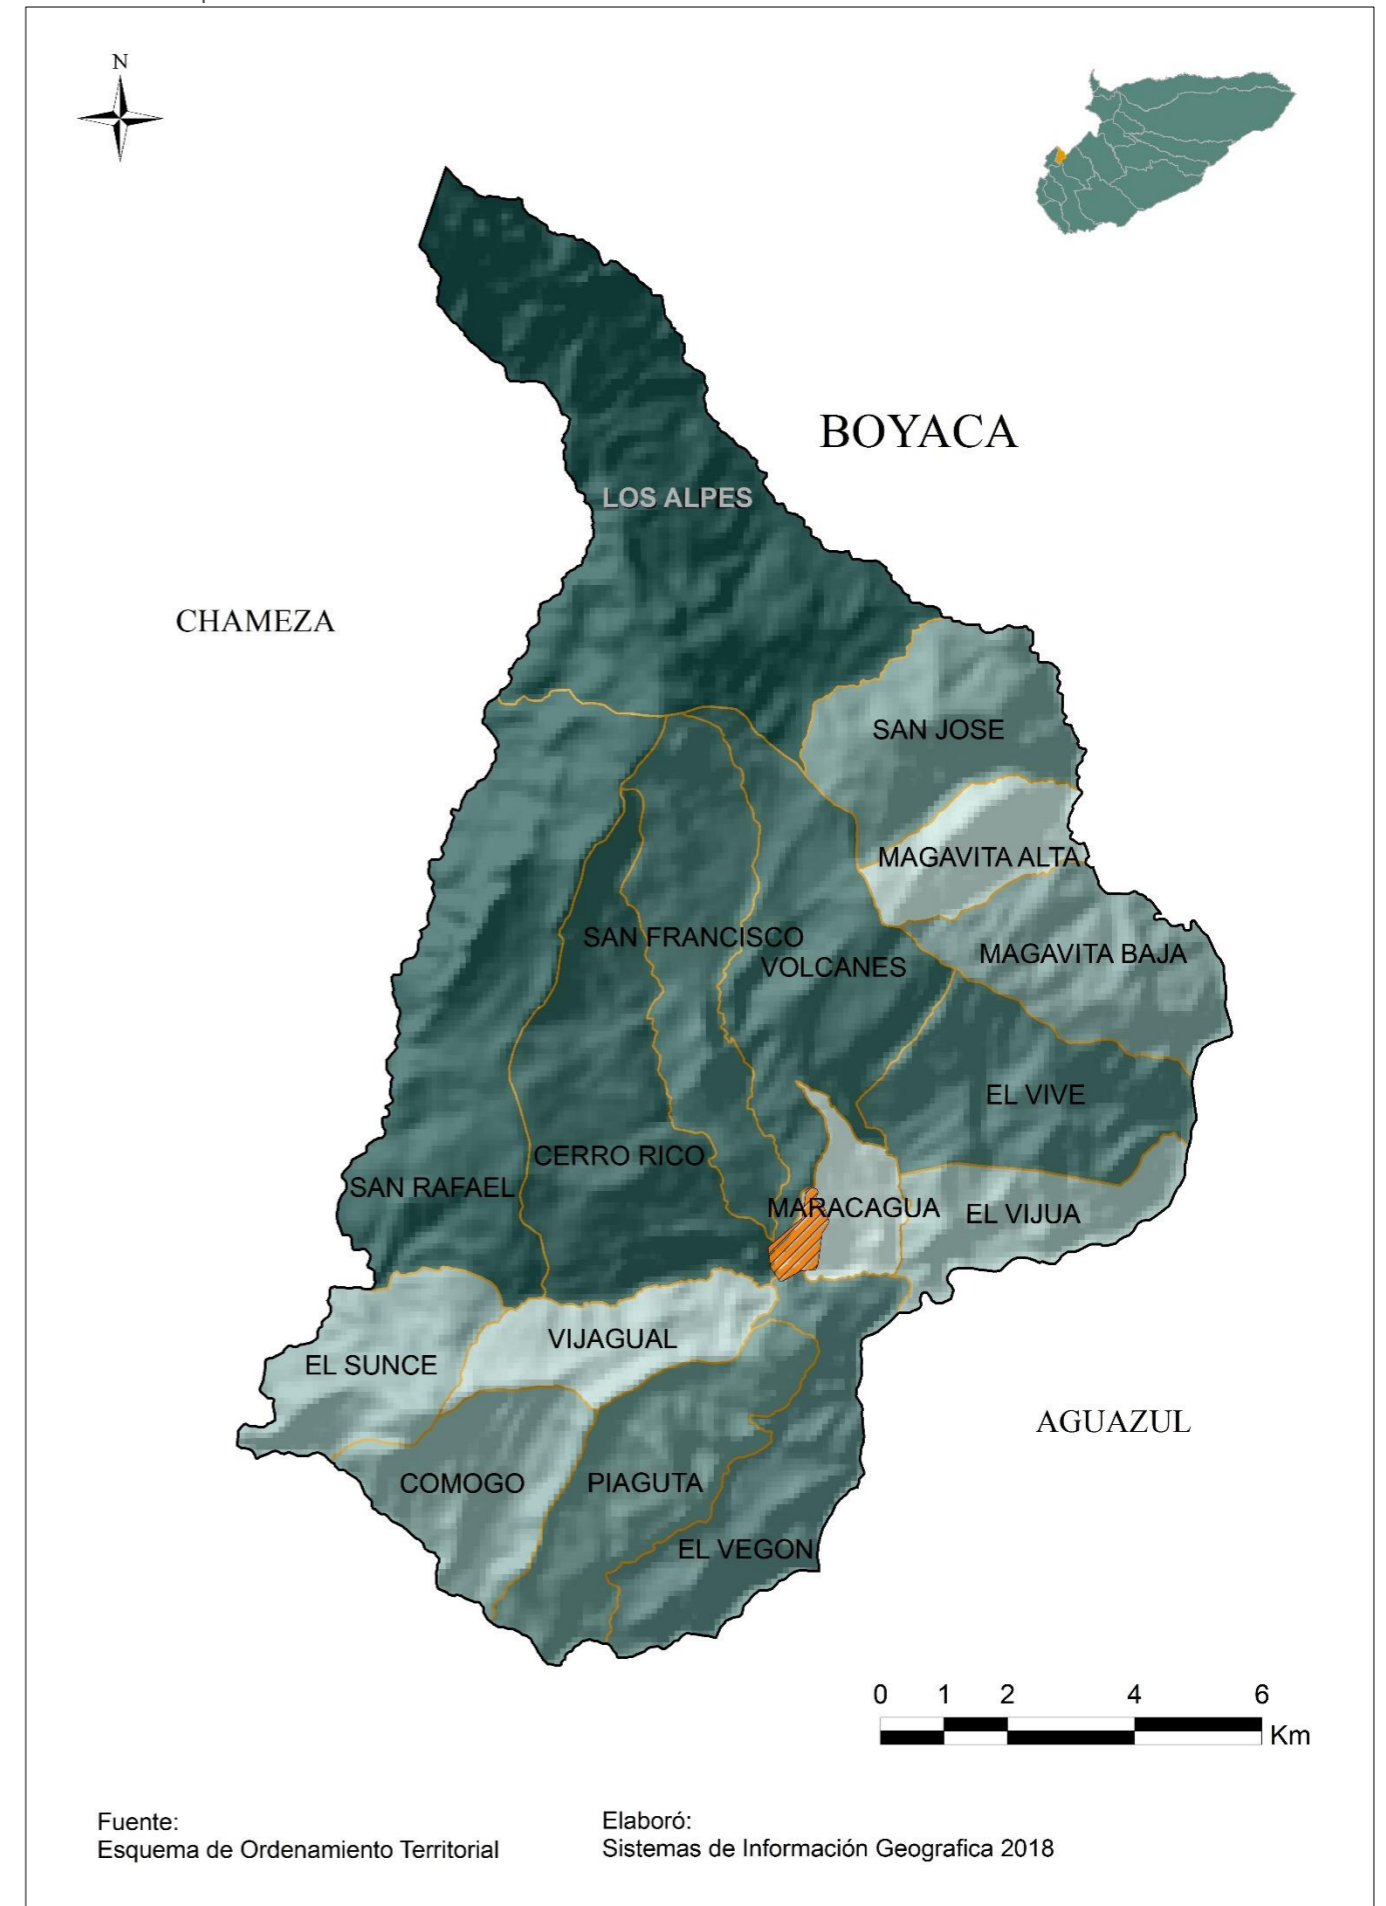 N
BOYACA
LOS ALPES
CHAMEZA
SAN JOSE
MAGAVITA ALTA
SAN FRANCISCO
MAGAVITA BAJA
VOLCANES
EL VIVE
CERRO RICO
SAN RAFAEL
MARACAGUA
EL VIJUA
VIJAGUAL
EL SUNCE
AGUAZUL
COMOGO
PIAGUTA
EL VEGON
0 1 2 4 6
Km
Fuente:
Esquema de Ordenamiento Territorial
Elaboró:
Sistemas de Información Geografica 2018